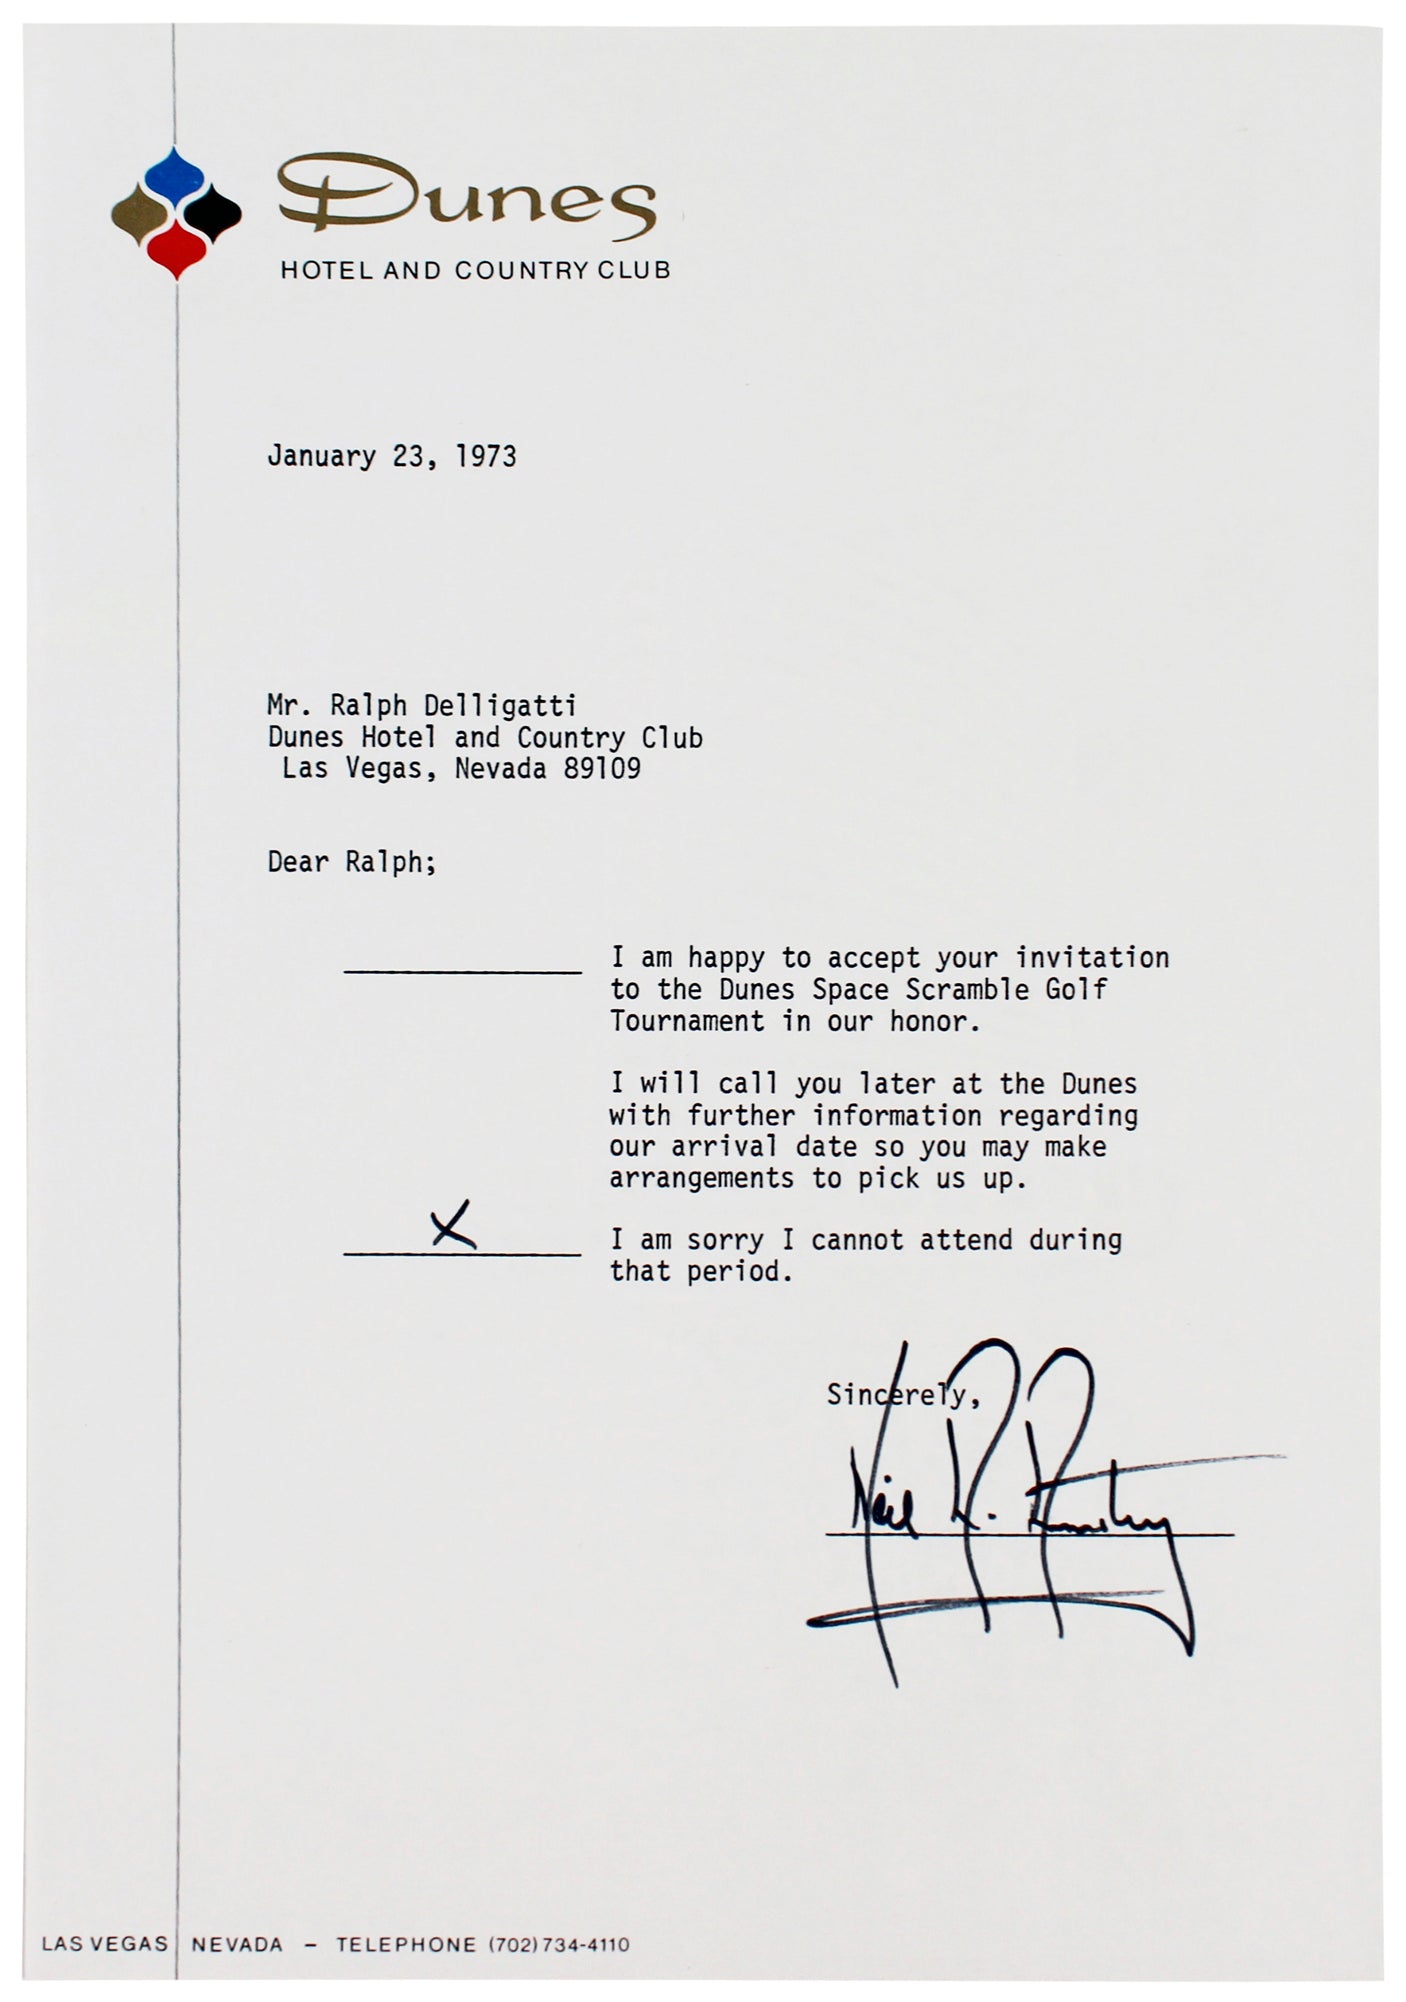 Dunes
HOTEL AND COUNTRY CLUB
January 23, 1973
Mr. Ralph Delligatti
Dunes Hotel and Country Club
Las Vegas, Nevada 89109
Dear Ralph;
I am happy to accept your invitation
to the Dunes Space Scramble Golf
Tournament in our honor.
I will call you later at the Dunes
with further information regarding
our arrival date so you may make
arrangements to pick us up.
X
I am sorry I cannot attend during
that period.
Sincerely,
Neil
LAS VEGAS NEVADA – TELEPHONE (702) 734-4110